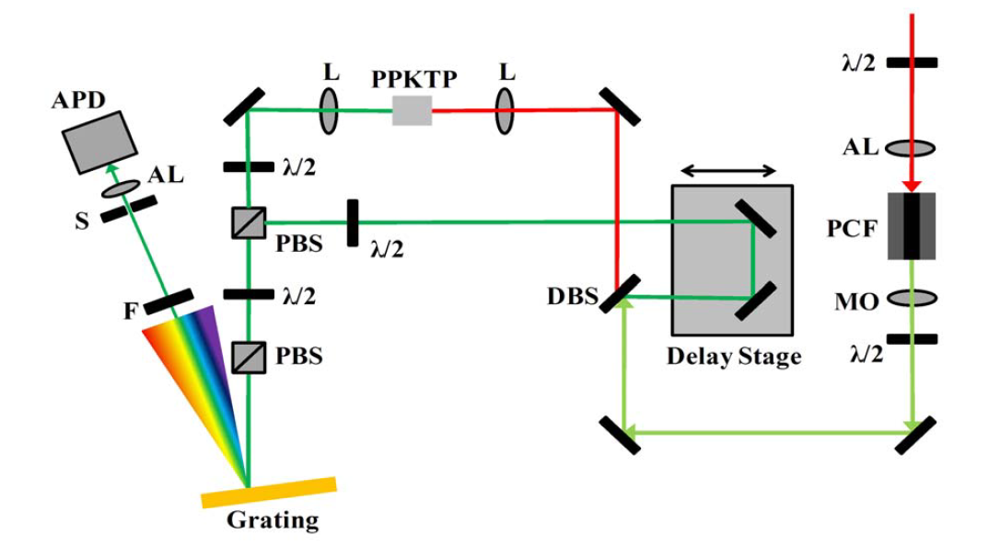 λ/2
L
PPKTP
L
APD
AL
AL
λ/2
S
PBS
λ/2
PCF
DBS
λ/2
MO
F
PBS
Delay Stage
λ/2
Grating